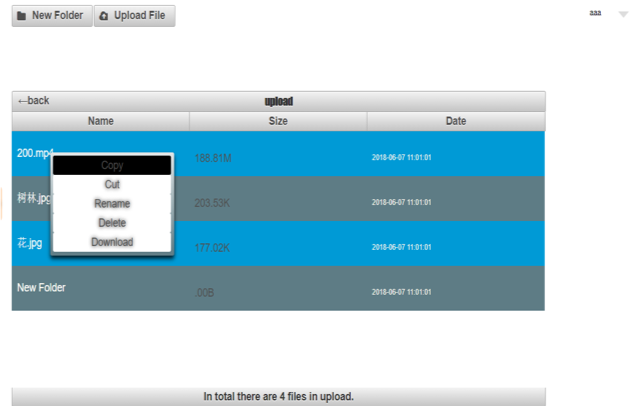 New Folder Upload File aaa
←back upload
Name Size Date
200.mp4 188.81M 2018-06-07 11:01:01
Copy
Cut
树林.jpg 203.53K 2018-06-07 11:01:01
Rename
Delete
花.jpg 177.02K 2018-06-07 11:01:01
Download
New Folder .00B 2018-06-07 11:01:01
In total there are 4 files in upload.